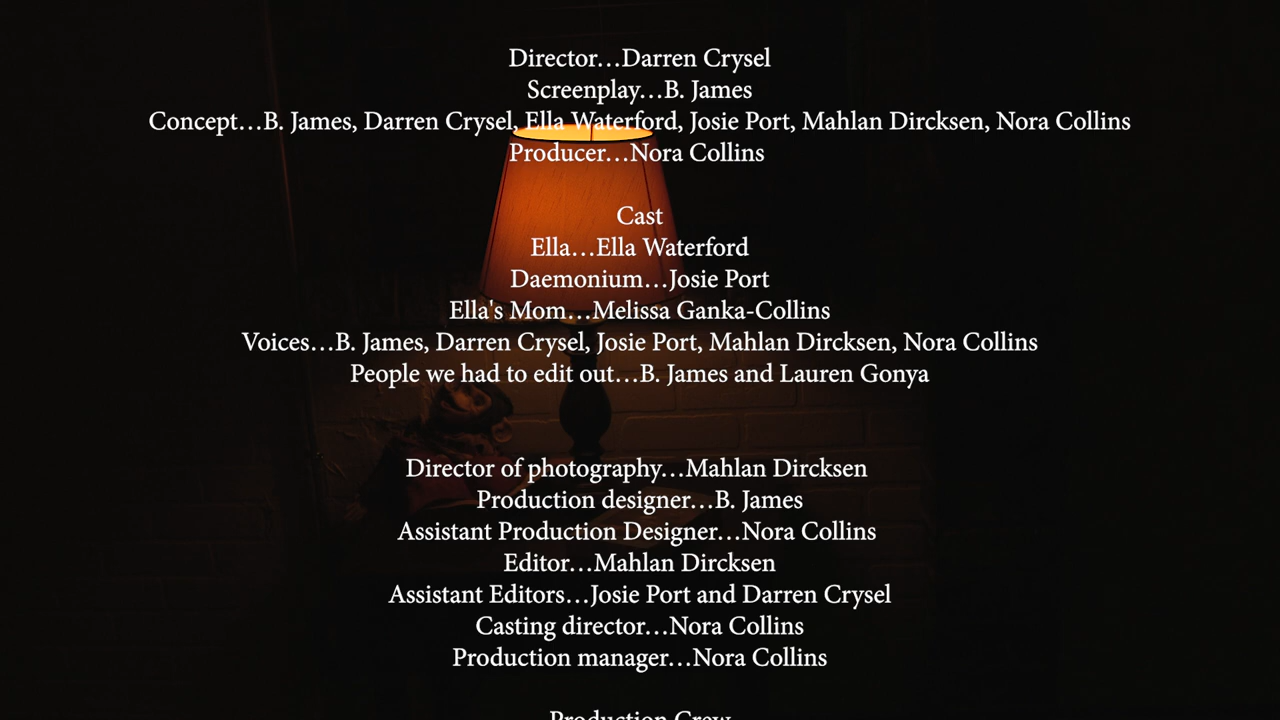 Director…Darren Crysel
Screenplay…B. James
Concept…B. James, Darren Crysel, Ella Waterford, Josie Port, Mahlan Dircksen, Nora Collins
Producer…Nora Collins
Cast
Ella…Ella Waterford
Daemonium…Josie Port
Ella's Mom…Melissa Ganka-Collins
Voices…B. James, Darren Crysel, Josie Port, Mahlan Dircksen, Nora Collins
People we had to edit out…B. James and Lauren Gonya
Director of photography…Mahlan Dircksen
Production designer…B. James
Assistant Production Designer…Nora Collins
Editor…Mahlan Dircksen
Assistant Editors…Josie Port and Darren Crysel
Casting director…Nora Collins
Production manager…Nora Collins
Production Crew